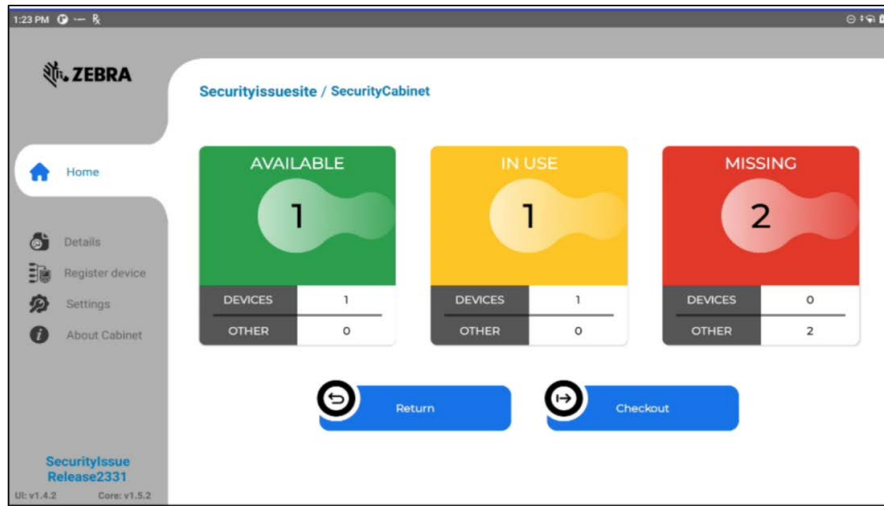 1:23 PM
ZEBRA
Securityissuesite / SecurityCabinet
Home
Details
Register device
Settings
About Cabinet
AVAILABLE
1
DEVICES 1
OTHER 0
IN USE
1
DEVICES 1
OTHER 0
MISSING
2
DEVICES 0
OTHER 2
Return
Checkout
SecurityIssue
Release2331
UI: v1.4.2 Core: v1.5.2